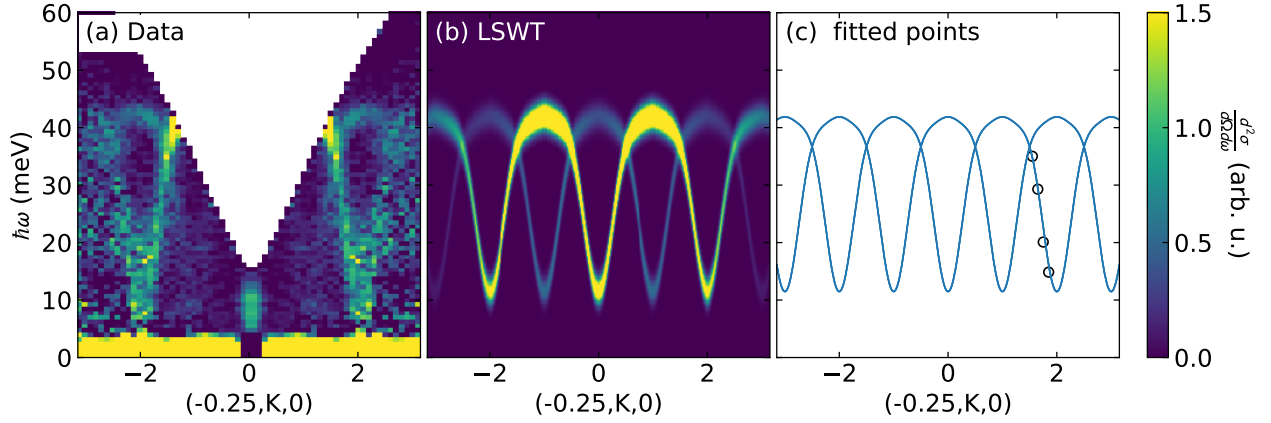 (a) Data
(b) LSWT
(c) fitted points
60
50
40
30
20
10
0
ħω (meV)
−2 0 2
(-0.25,K,0)
−2 0 2
(-0.25,K,0)
−2 0 2
(-0.25,K,0)
1.5
1.0
0.5
0.0
d²σ/dΩdω (arb. u.)